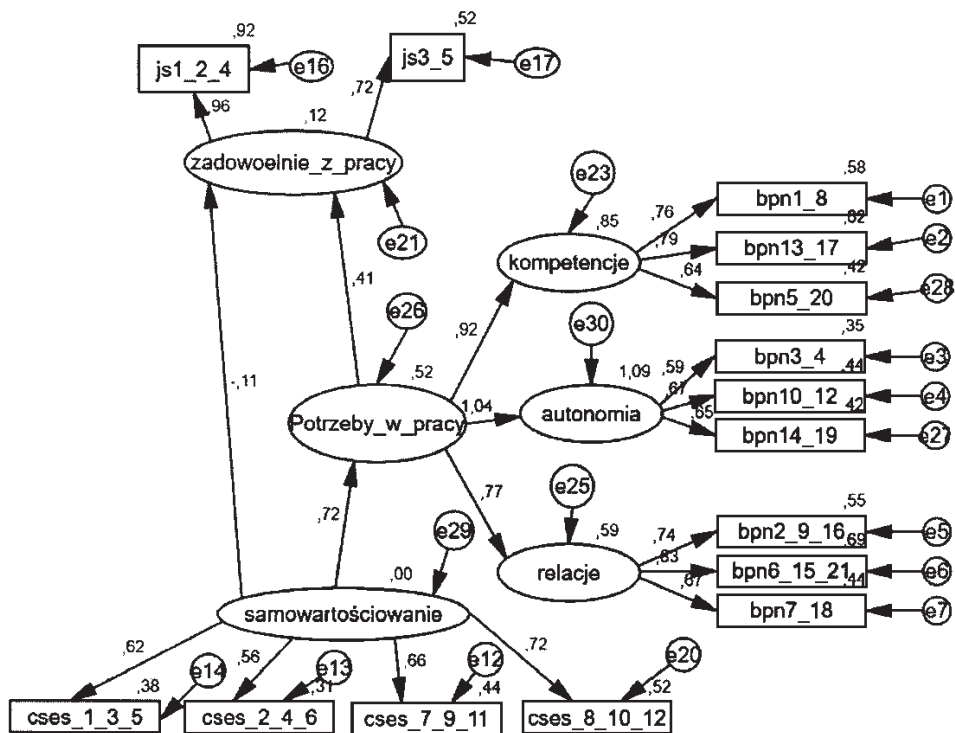 ,92
,52
js1_2_4
e16
js3_5
e17
,96
,72
,12
zadowoelnie_z_pracy
e21
e23
,58
,76
,85
bpn1_8
e1
,62
,79
bpn13_17
e2
kompetencje
,42
,64
bpn5_20
e28
,41
e26
,92
e30
,35
bpn3_4
e3
-,11
,52
1,09
,59
,44
,67
bpn10_12
e4
Potrzeby_w_pracy
1,04
autonomia
,42
,65
bpn14_19
e27
,77
e25
,55
,72
e29
,59
,74
bpn2_9_16
e5
,69
,83
bpn6_15_21
e6
relacje
,44
,67
bpn7_18
e7
,00
samowartościowanie
,62
,56
,66
,72
e14
e13
e12
e20
,38
,31
,44
,52
cses_1_3_5
cses_2_4_6
cses_7_9_11
cses_8_10_12